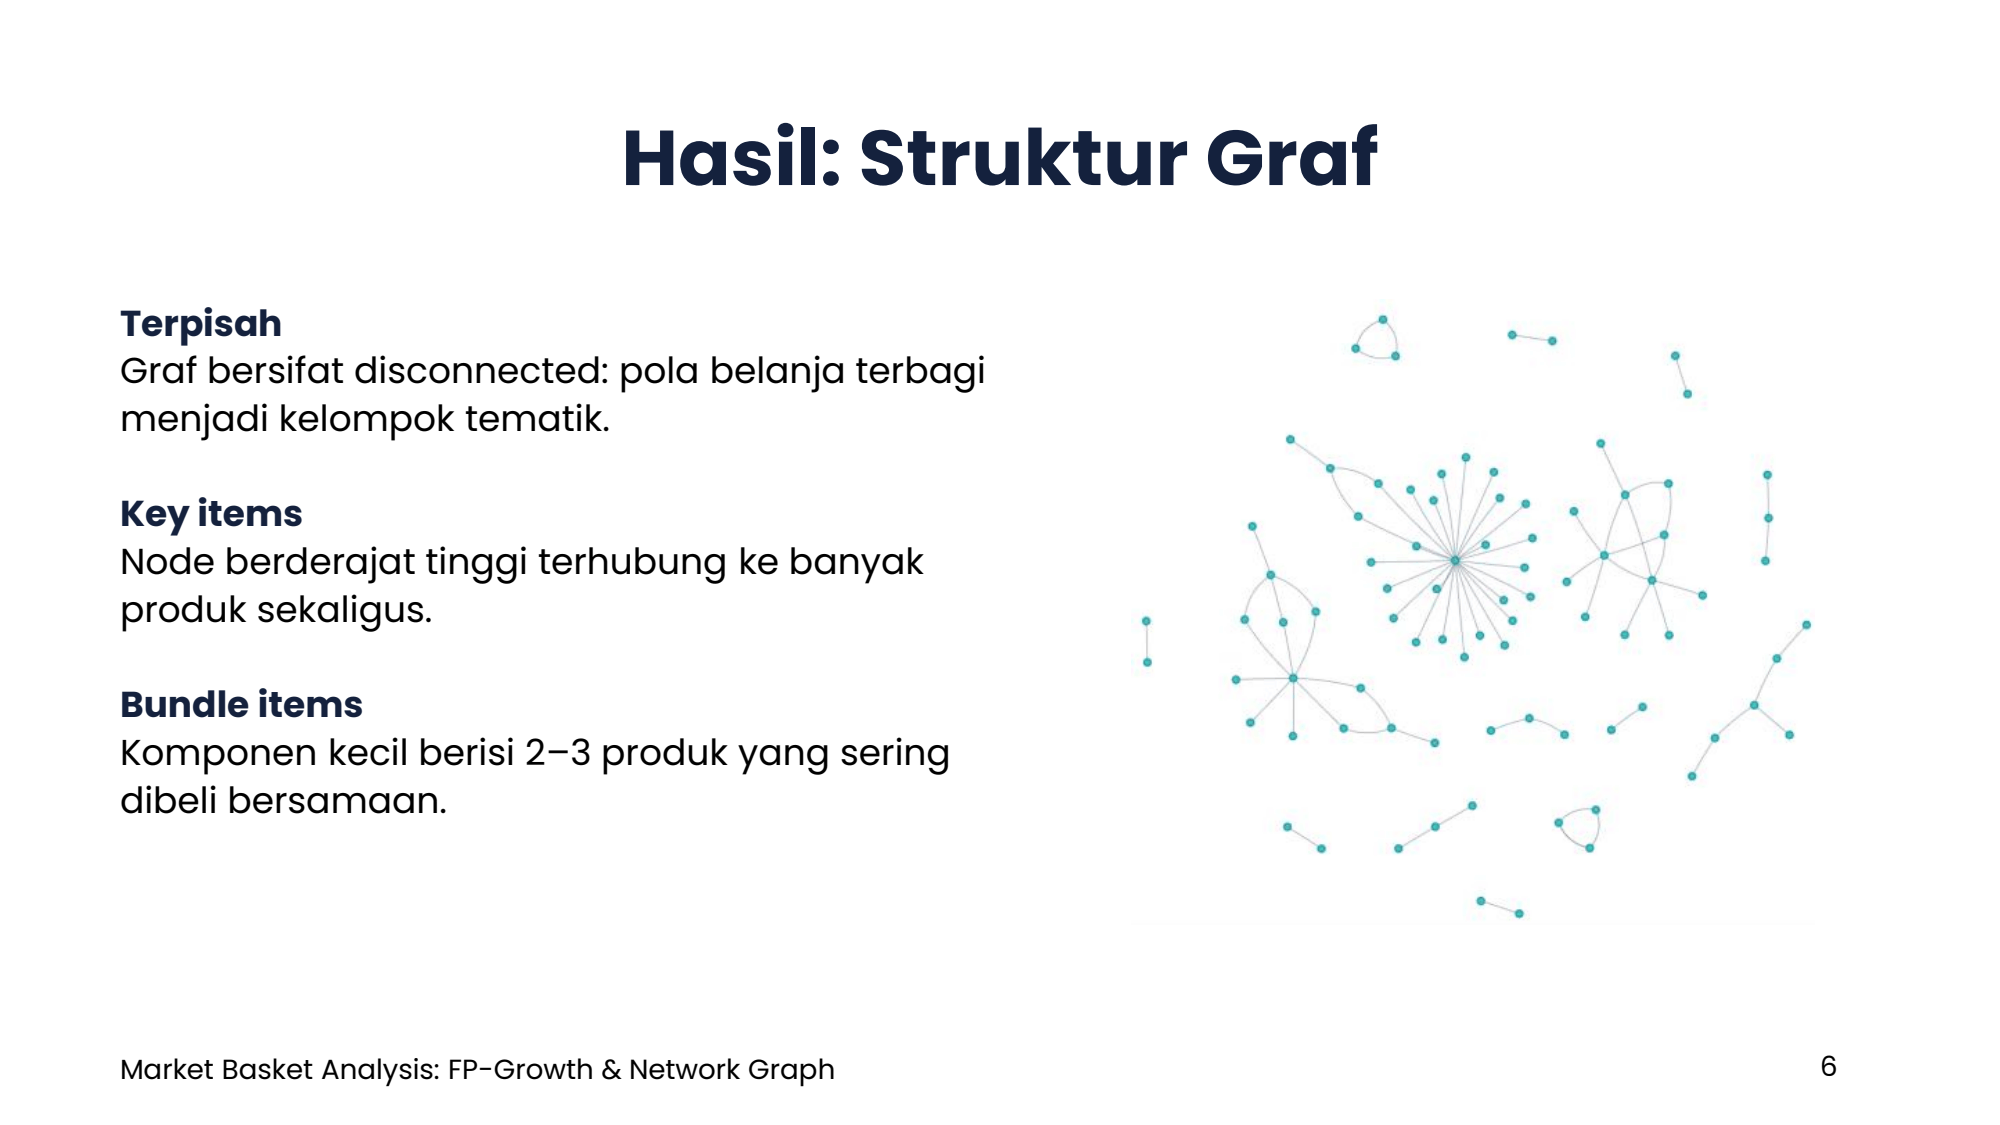 Hasil: Struktur Graf
Terpisah
Graf bersifat disconnected: pola belanja terbagi
menjadi kelompok tematik.
Key items
Node berderajat tinggi terhubung ke banyak
produk sekaligus.
Bundle items
Komponen kecil berisi 2–3 produk yang sering
dibeli bersamaan.
Market Basket Analysis: FP-Growth & Network Graph
6